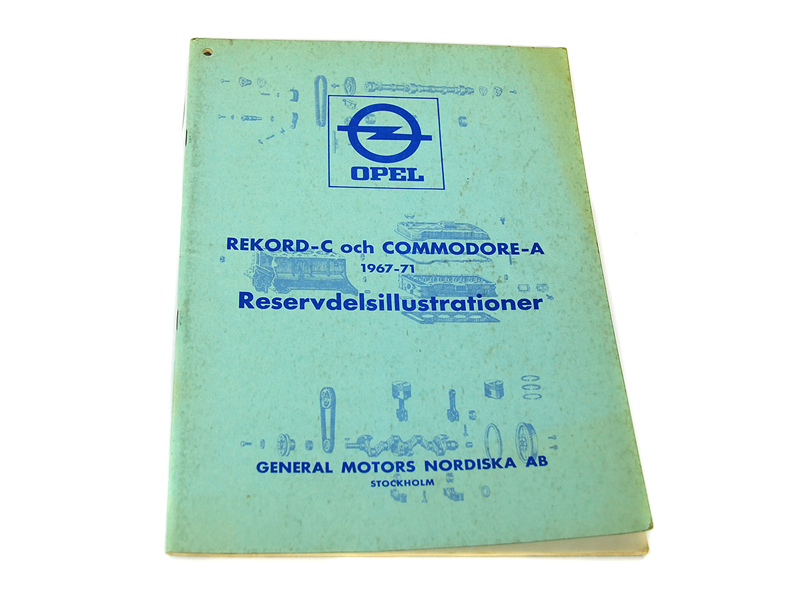 OPEL
REKORD-C och COMMODORE-A
1967-71
Reservdelsillustrationer
GENERAL MOTORS NORDISKA AB
STOCKHOLM